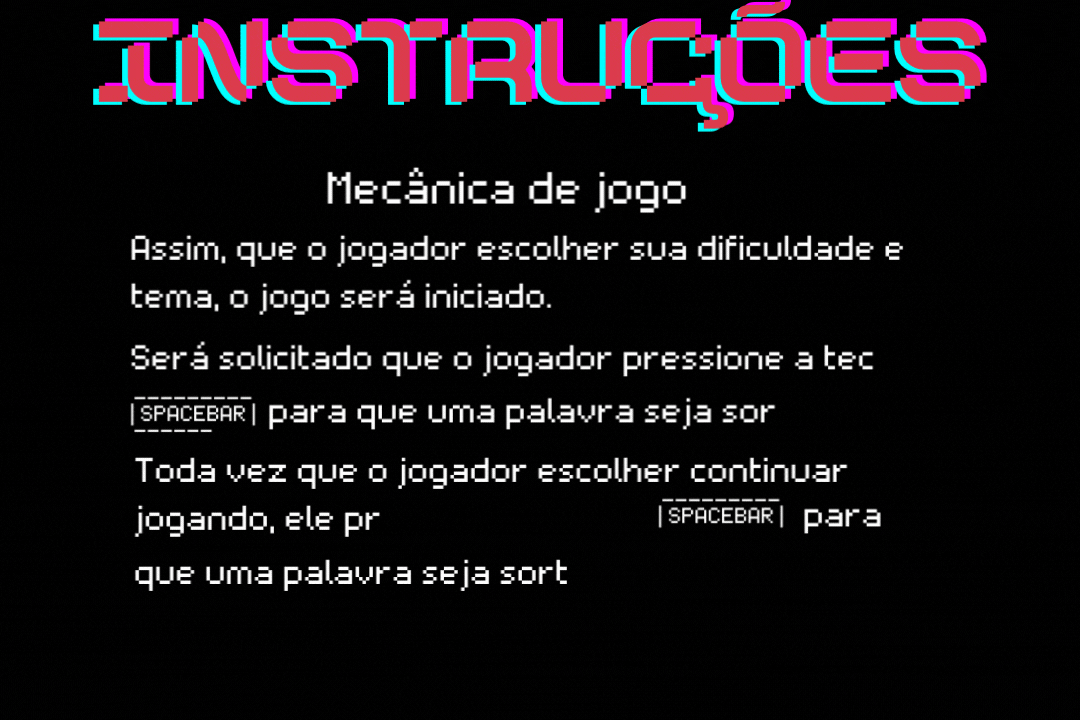 INSTRUÇÕES
Mecânica de jogo
Assim, que o jogador escolher sua dificuldade e
tema, o jogo será iniciado.
Será solicitado que o jogador pressione a tec
|SPACEBAR| para que uma palavra seja sor
Toda vez que o jogador escolher continuar
jogando, ele pr |SPACEBAR| para
que uma palavra seja sort